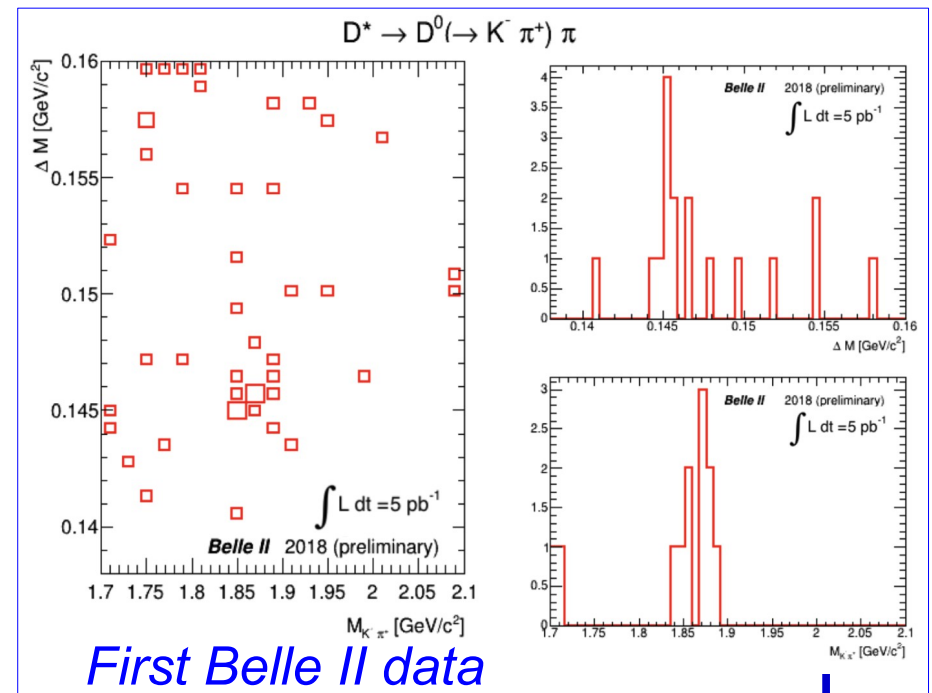 D* → D⁰(→ K⁻ π⁺) π
Δ M [GeV/c²]
0.16
0.155
0.15
0.145
0.14
∫ L dt = 5 pb⁻¹
Belle II 2018 (preliminary)
1.7 1.75 1.8 1.85 1.9 1.95 2 2.05 2.1
M_K⁻ π⁺ [GeV/c²]
Belle II 2018 (preliminary)
∫ L dt = 5 pb⁻¹
4
3.5
3
2.5
2
1.5
1
0.5
0
0.14 0.145 0.15 0.155 0.16
Δ M [GeV/c²]
Belle II 2018 (preliminary)
∫ L dt = 5 pb⁻¹
3
2.5
2
1.5
1
0.5
0
1.7 1.75 1.8 1.85 1.9 1.95 2 2.05 2.1
M_K π⁺ [GeV/c²]
First Belle II data